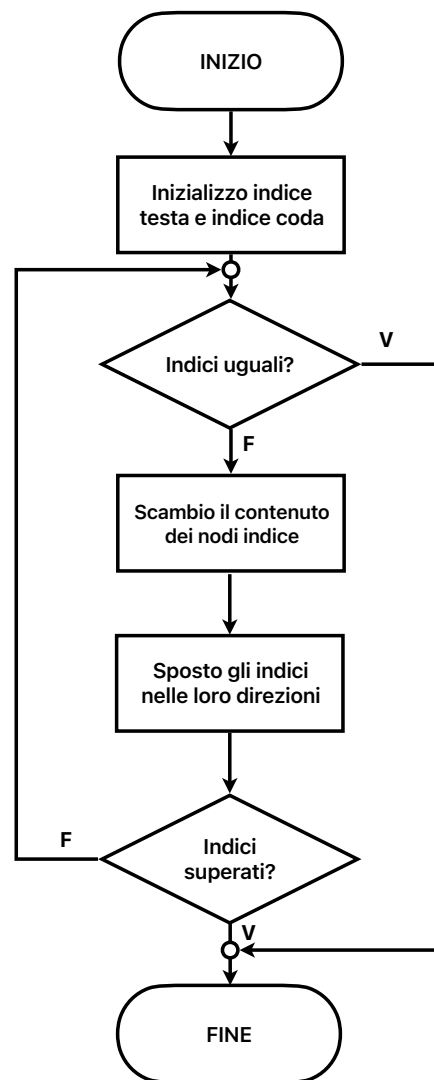 INIZIO
Inizializzo indice
testa e indice coda
Indici uguali?
V
F
Scambio il contenuto
dei nodi indice
Sposto gli indici
nelle loro direzioni
Indici
superati?
F
V
FINE